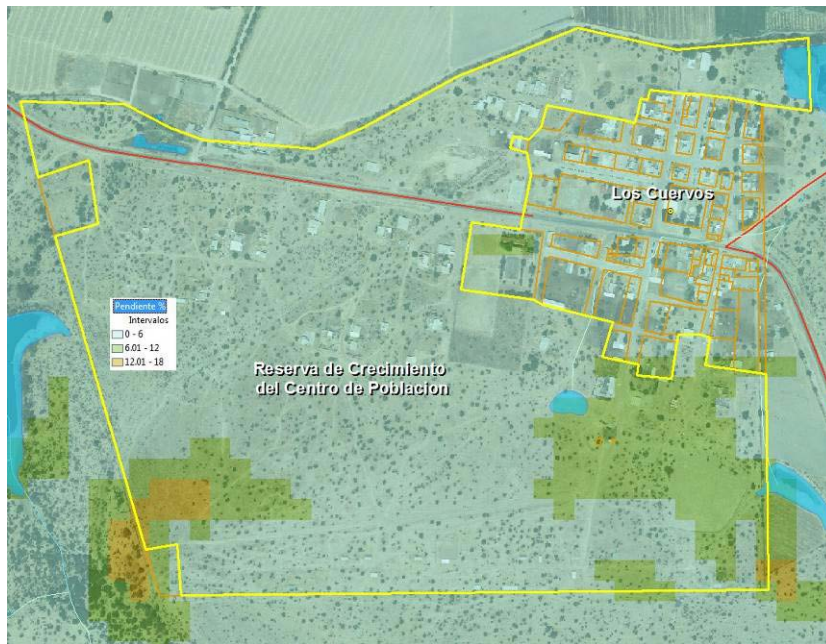 Los Cuervos
Pendiente %
Intervalos
0 - 6
6.01 - 12
12.01 - 18
Reserva de Crecimiento
del Centro de Poblacion